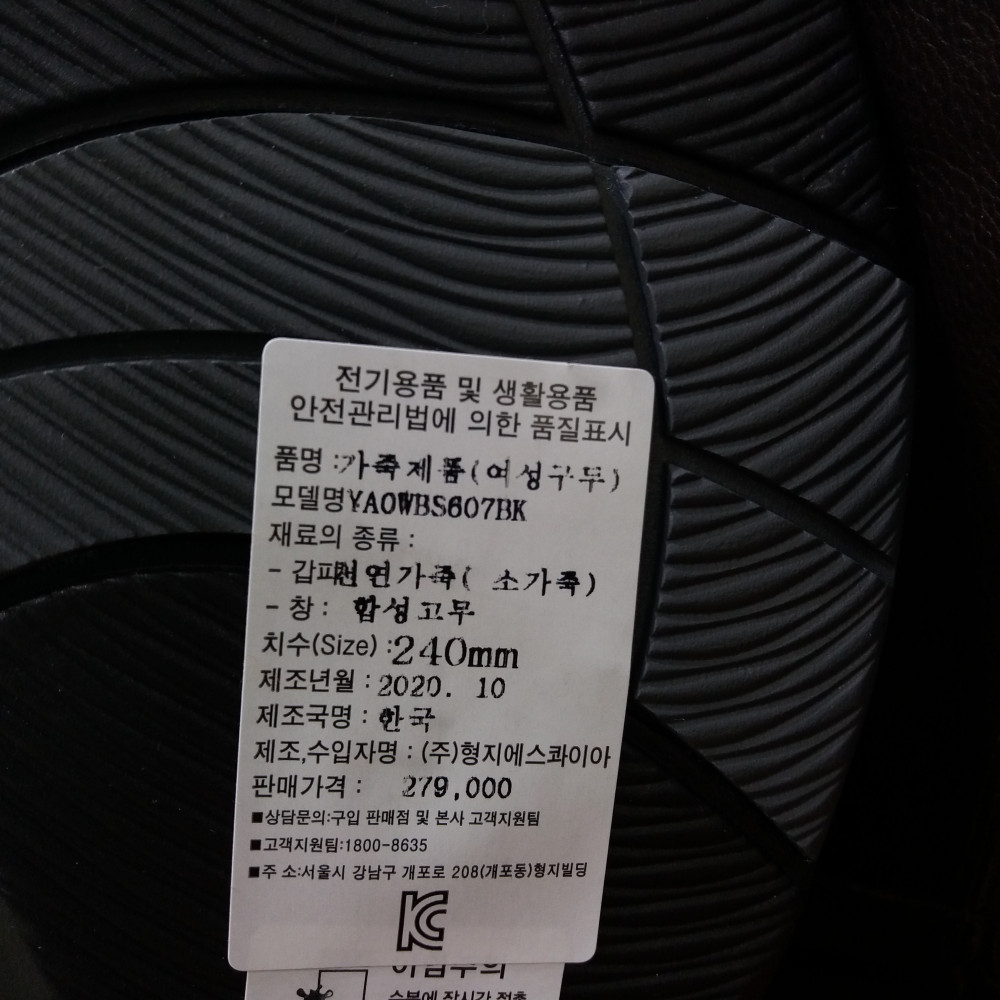 전기용품 및 생활용품
안전관리법에 의한 품질표시
품명 :가죽제품(여성구두)
모델명YA0WBS607BK
재료의 종류 :
- 갑피천연가죽( 소가죽)
- 창 : 합성고무
치수(Size) :240mm
제조년월 : 2020. 10
제조국명 : 한국
제조,수입자명 : (주)형지에스콰이아
판매가격 : 279,000
■상담문의:구입 판매점 및 본사 고객지원팀
■고객지원팀:1800-8635
■주 소:서울시 강남구 개포로 208(개포동)형지빌딩
KC